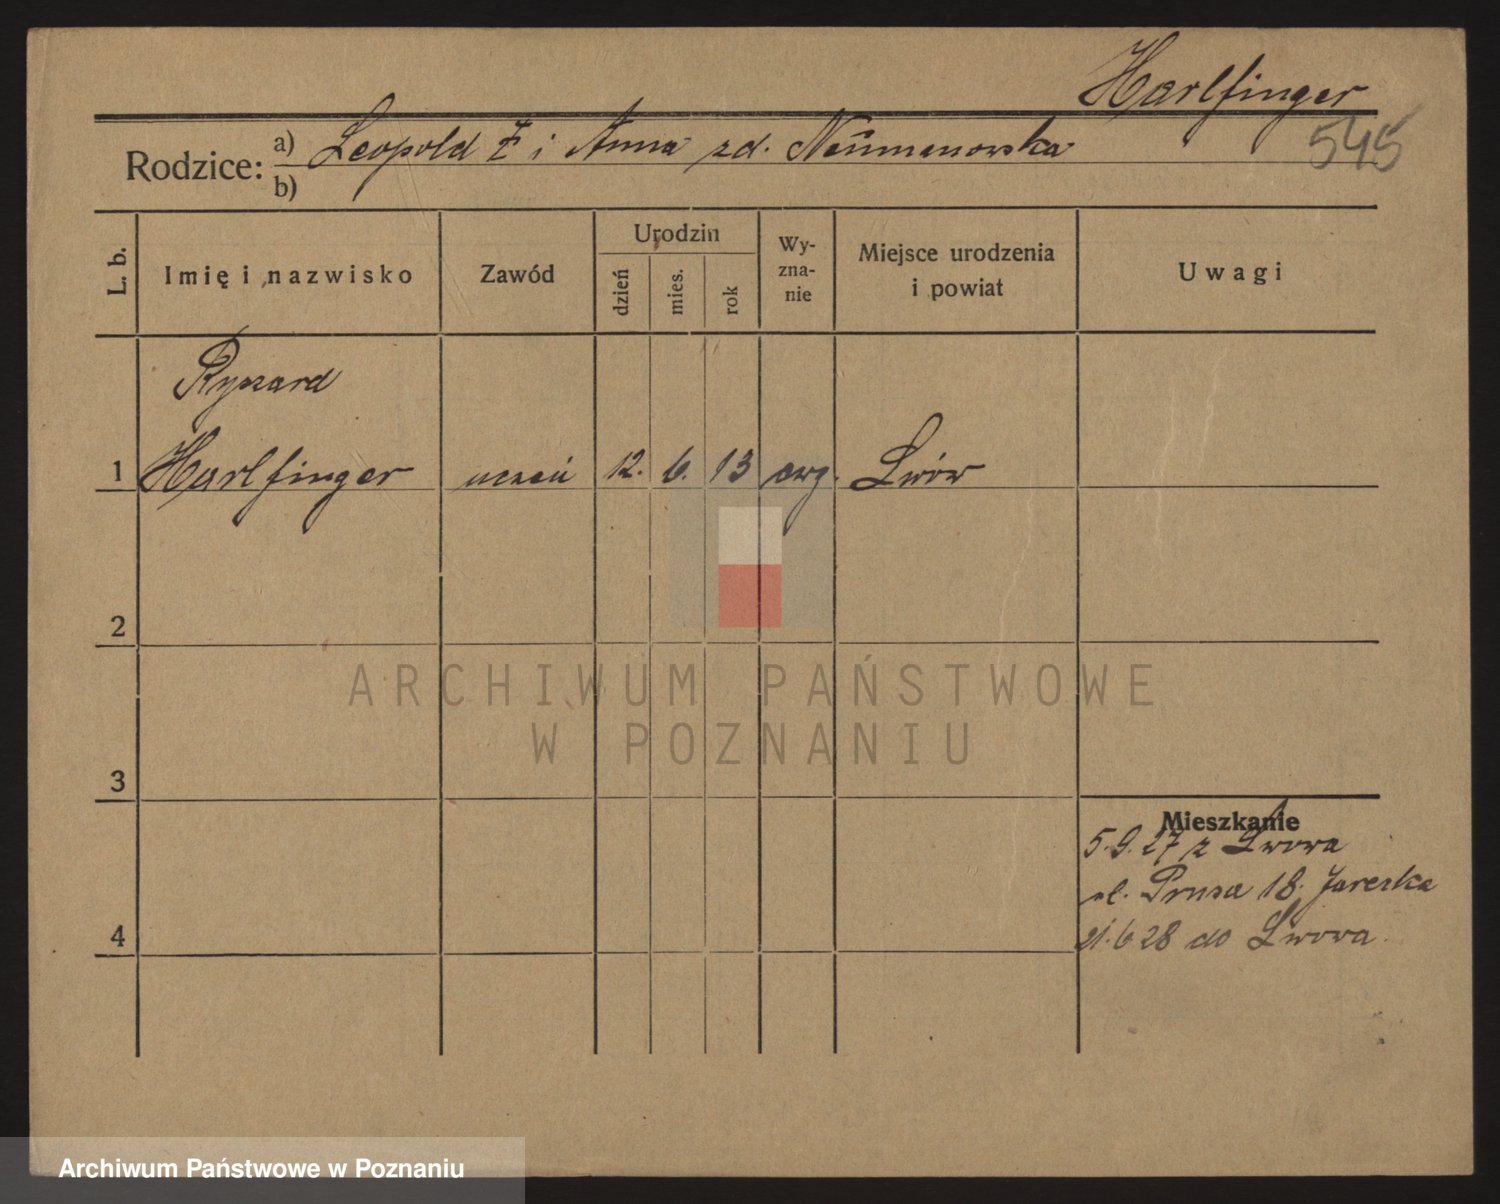 Harlfinger
545
Rodzice:
a) Leopold Ż i Anna zd. Neumanowska
b)
L. b.
Imię i nazwisko
Zawód
Urodzin
dzień
mies.
rok
Wy-
zna-
nie
Miejsce urodzenia
i powiat
Uwagi
Ryszard
1 Harlfinger uczeń 12. 6. 13 ewg. Lwów
2
3
4
Mieszkanie
5.9.27 z Lwowa
ul. Prusa 18. Jareska
21.6 28 do Lwowa.
ARCHIWUM PAŃSTWOWE
W POZNANIU
Archiwum Państwowe w Poznaniu